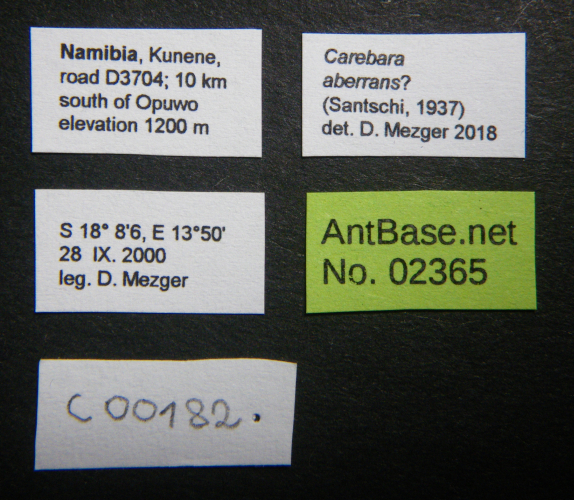 Namibia, Kunene,
road D3704; 10 km
south of Opuwo
elevation 1200 m
Carebara
aberrans?
(Santschi, 1937)
det. D. Mezger 2018
S 18° 8'6, E 13°50'
28 IX. 2000
leg. D. Mezger
AntBase.net
No. 02365
C 00182.